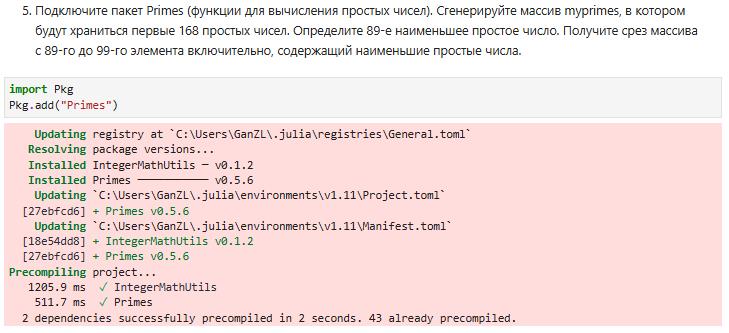 5. Подключите пакет Primes (функции для вычисления простых чисел). Сгенерируйте массив myprimes, в котором
будут храниться первые 168 простых чисел. Определите 89-е наименьшее простое число. Получите срез массива
с 89-го до 99-го элемента включительно, содержащий наименьшие простые числа.
import Pkg
Pkg.add("Primes")
Updating registry at `C:\Users\GanZL\.julia\registries\General.toml`
Resolving package versions...
Installed IntegerMathUtils ─ v0.1.2
Installed Primes ─────────── v0.5.6
Updating `C:\Users\GanZL\.julia\environments\v1.11\Project.toml`
[27ebfcd6] + Primes v0.5.6
Updating `C:\Users\GanZL\.julia\environments\v1.11\Manifest.toml`
[18e54dd8] + IntegerMathUtils v0.1.2
[27ebfcd6] + Primes v0.5.6
Precompiling project...
1205.9 ms ✓ IntegerMathUtils
511.7 ms ✓ Primes
2 dependencies successfully precompiled in 2 seconds. 43 already precompiled.